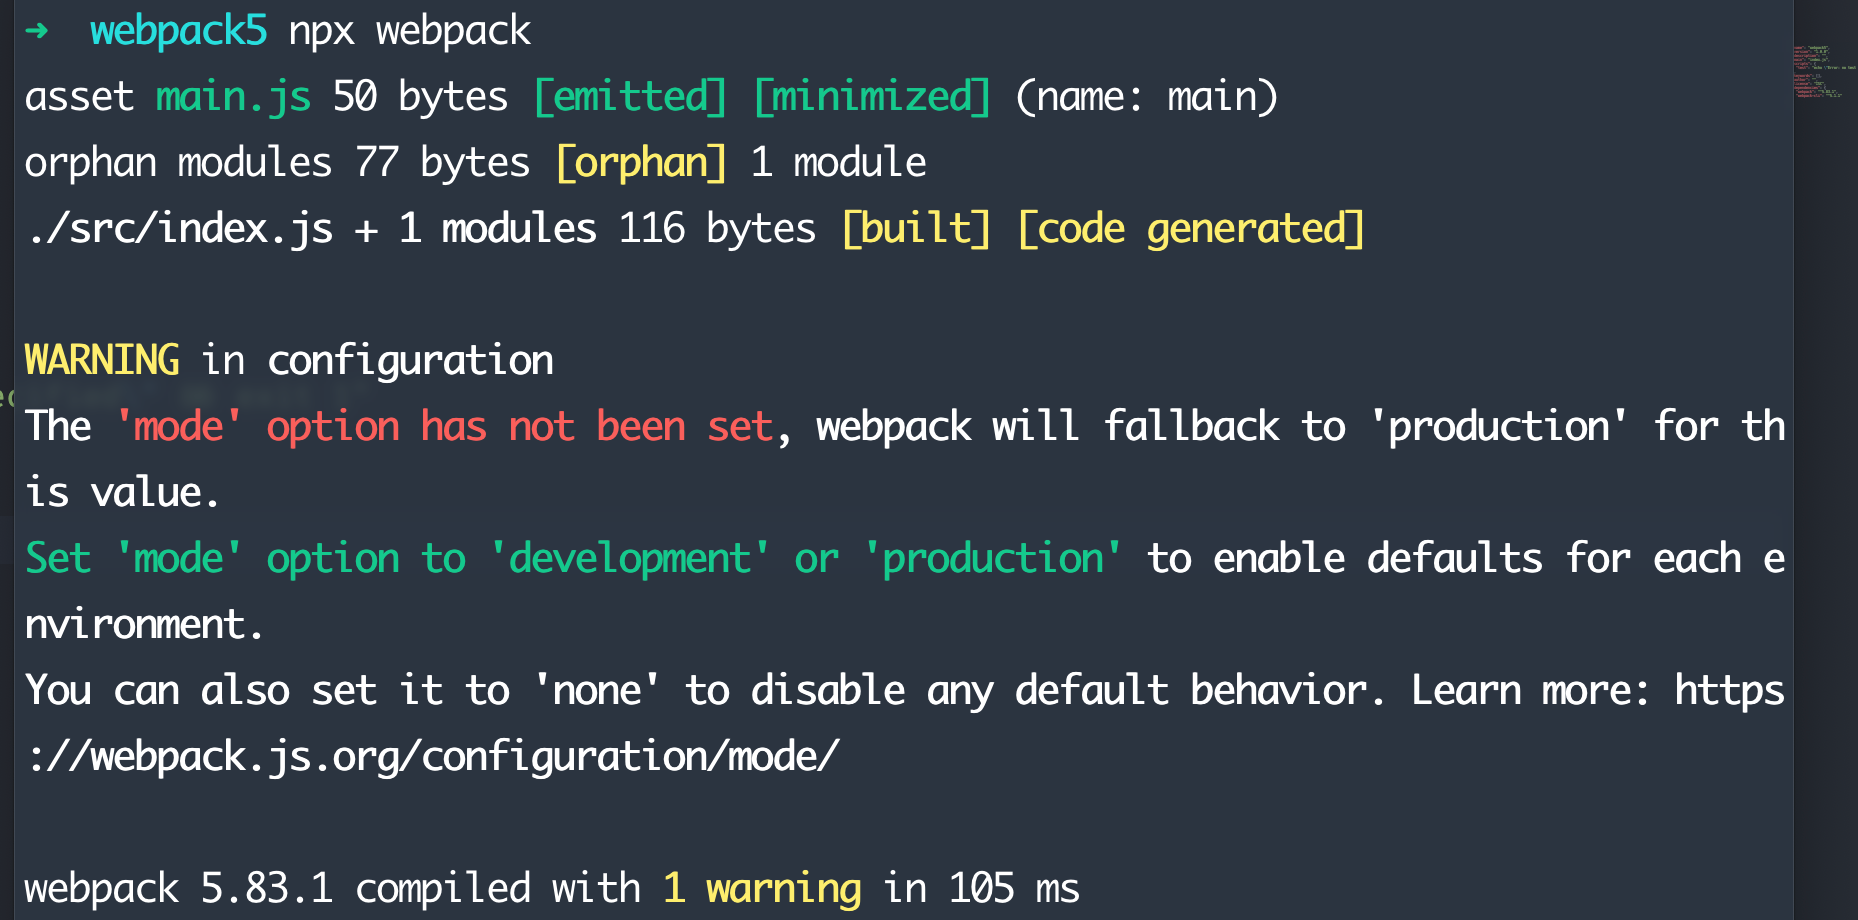 ➜  webpack5 npx webpack
asset main.js 50 bytes [emitted] [minimized] (name: main)
orphan modules 77 bytes [orphan] 1 module
./src/index.js + 1 modules 116 bytes [built] [code generated]
WARNING in configuration
The 'mode' option has not been set, webpack will fallback to 'production' for th
is value.
Set 'mode' option to 'development' or 'production' to enable defaults for each e
nvironment.
You can also set it to 'none' to disable any default behavior. Learn more: https
://webpack.js.org/configuration/mode/
webpack 5.83.1 compiled with 1 warning in 105 ms